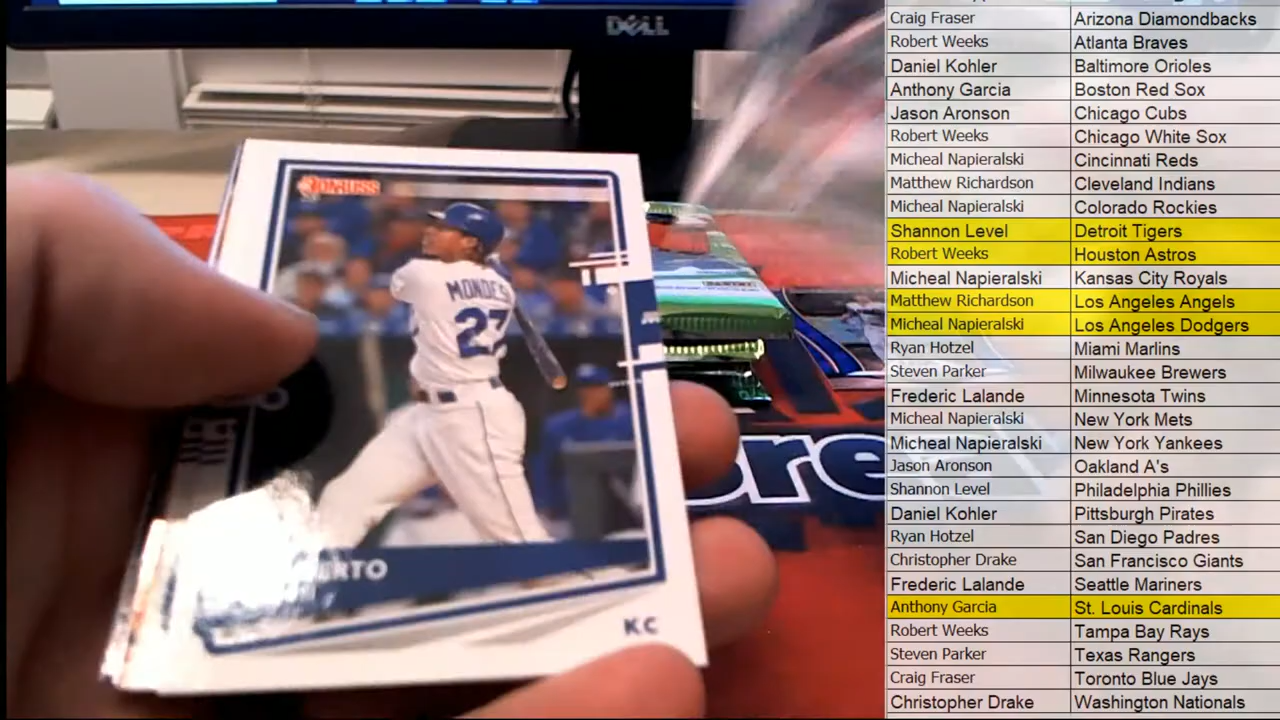 DELL
DONRUSS
MONDES
27
ERTO
KC
ore
Craig Fraser Arizona Diamondbacks
Robert Weeks Atlanta Braves
Daniel Kohler Baltimore Orioles
Anthony Garcia Boston Red Sox
Jason Aronson Chicago Cubs
Robert Weeks Chicago White Sox
Micheal Napieralski Cincinnati Reds
Matthew Richardson Cleveland Indians
Micheal Napieralski Colorado Rockies
Shannon Level Detroit Tigers
Robert Weeks Houston Astros
Micheal Napieralski Kansas City Royals
Matthew Richardson Los Angeles Angels
Micheal Napieralski Los Angeles Dodgers
Ryan Hotzel Miami Marlins
Steven Parker Milwaukee Brewers
Frederic Lalande Minnesota Twins
Micheal Napieralski New York Mets
Micheal Napieralski New York Yankees
Jason Aronson Oakland A's
Shannon Level Philadelphia Phillies
Daniel Kohler Pittsburgh Pirates
Ryan Hotzel San Diego Padres
Christopher Drake San Francisco Giants
Frederic Lalande Seattle Mariners
Anthony Garcia St. Louis Cardinals
Robert Weeks Tampa Bay Rays
Steven Parker Texas Rangers
Craig Fraser Toronto Blue Jays
Christopher Drake Washington Nationals